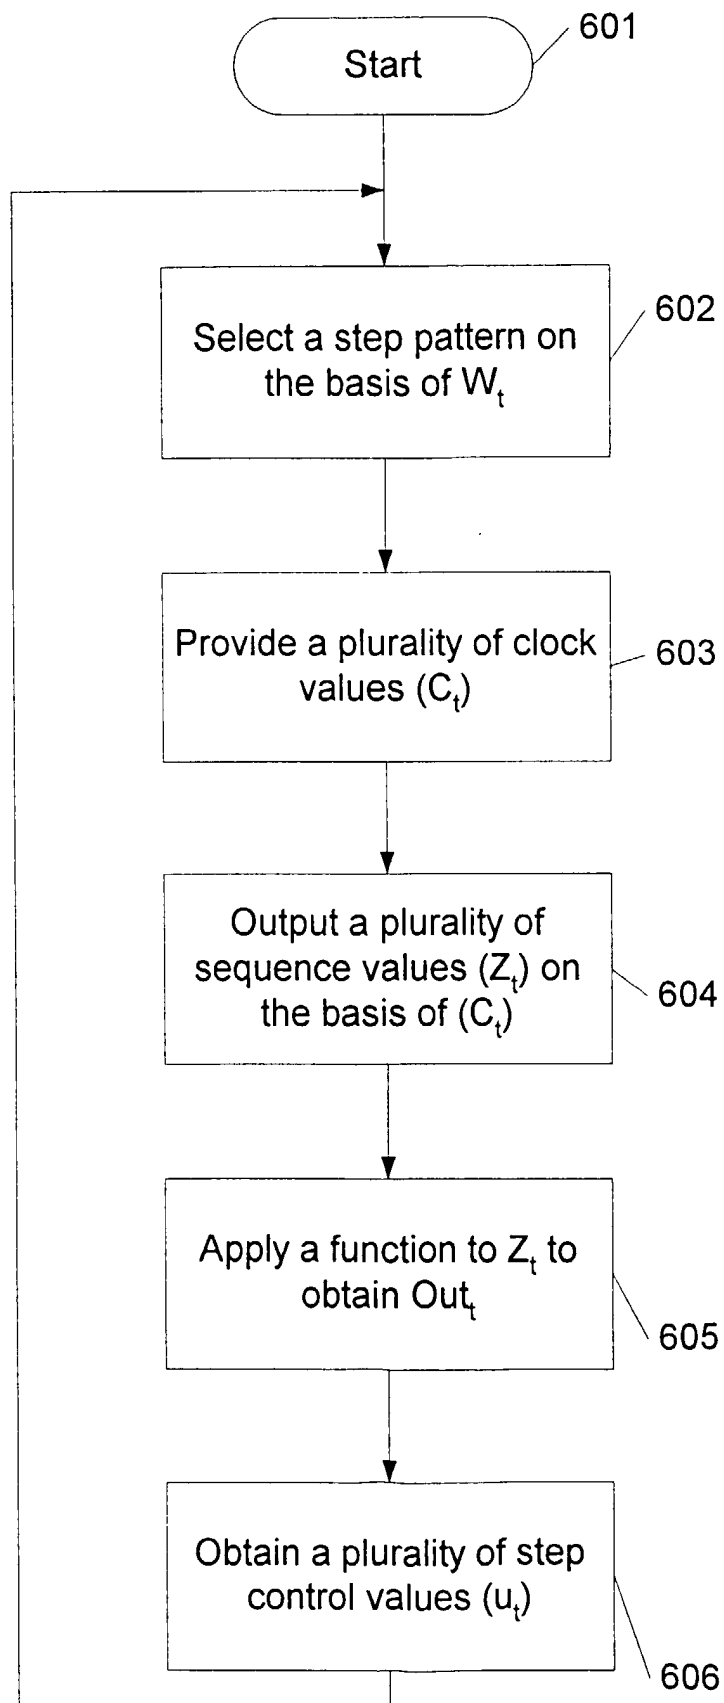 601
Start
602
Select a step pattern on
the basis of Wₜ
603
Provide a plurality of clock
values (Cₜ)
Output a plurality of
sequence values (Zₜ) on
the basis of (Cₜ)
604
Apply a function to Zₜ to
obtain Outₜ
605
Obtain a plurality of step
control values (uₜ)
606